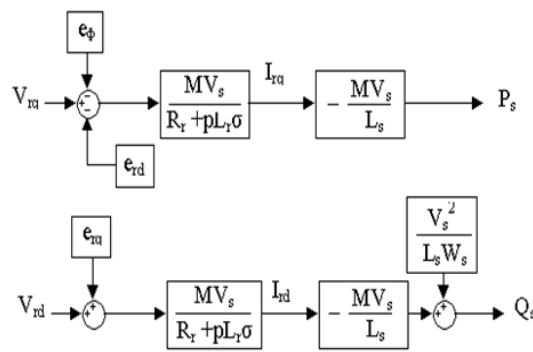 eΦ
Vrq
+
−
−
MVs
Rr +pLrσ
Irq
− MVs
Ls
Ps
erd
erq
Vrd
+
+
MVs
Rr +pLrσ
Ird
− MVs
Ls
Vs²
LsWs
+
+
Qs